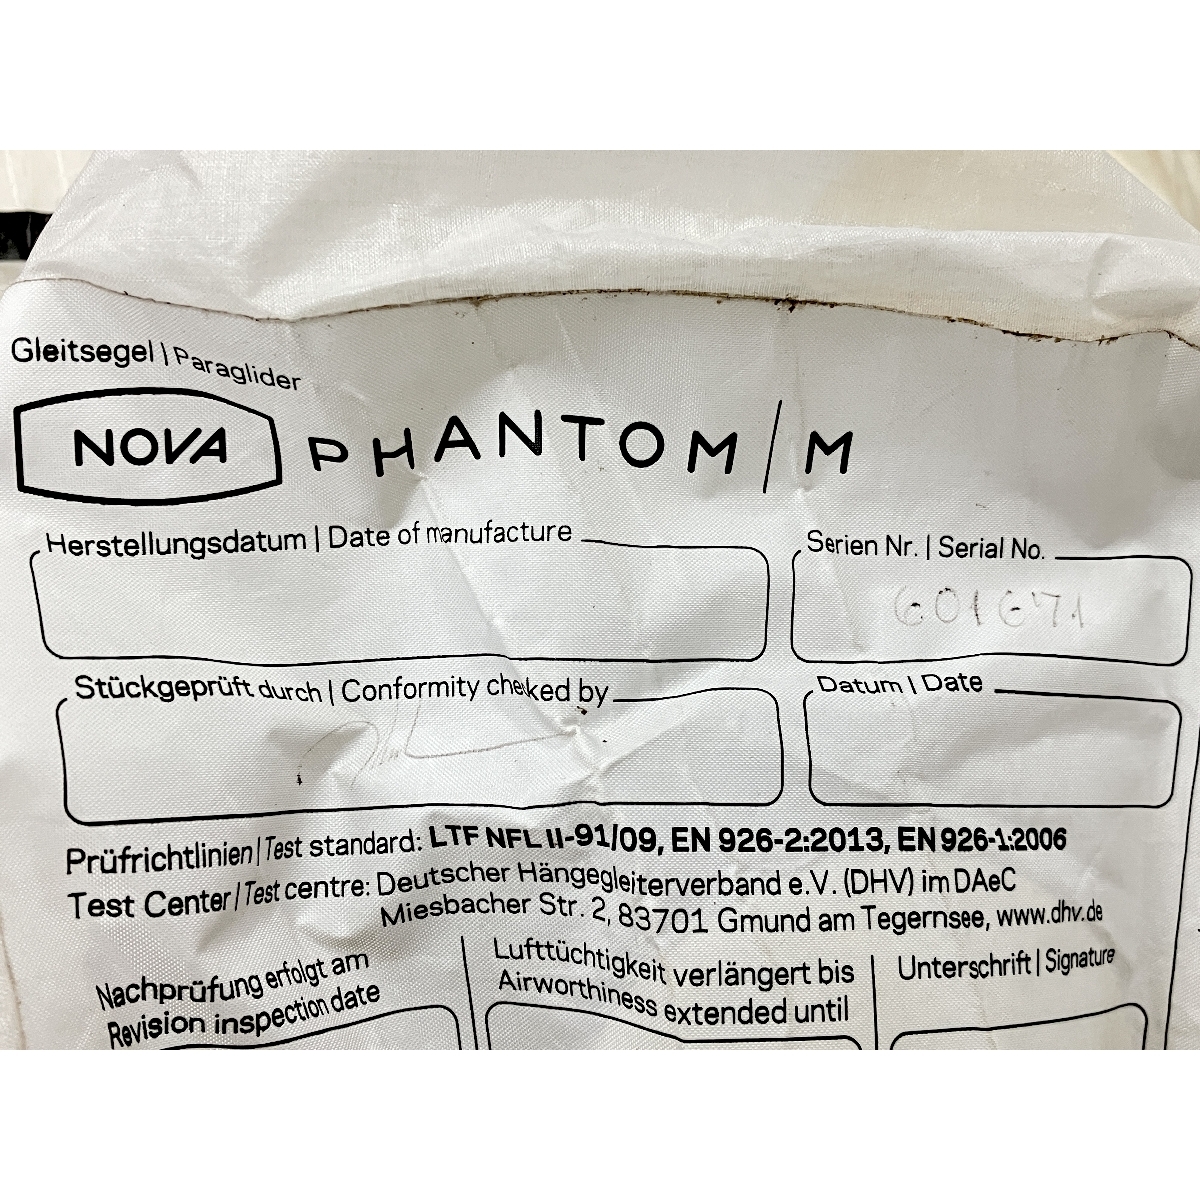 Gleitsegel | Paraglider
NOVA PHANTOM / M
Herstellungsdatum | Date of manufacture
Serien Nr. | Serial No.
601671
Stückgeprüft durch | Conformity checked by
Datum | Date
Prüfrichtlinien | Test standard: LTF NFL II-91/09, EN 926-2:2013, EN 926-1:2006
Test Center / Test centre: Deutscher Hängegleiterverband e.V. (DHV) im DAeC
Miesbacher Str. 2, 83701 Gmund am Tegernsee, www.dhv.de
Nachprüfung erfolgt am
Revision inspection date
Lufttüchtigkeit verlängert bis
Airworthiness extended until
Unterschrift | Signature